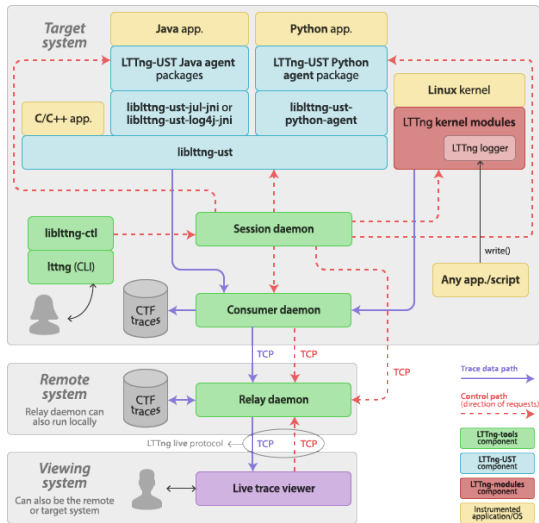 Target
system
Java app.
Python app.
LTTng-UST Java agent
packages
LTTng-UST Python
agent package
Linux kernel
C/C++ app.
liblttng-ust-jul-jni or
liblttng-ust-log4j-jni
liblttng-ust-
python-agent
LTTng kernel modules
LTTng logger
liblttng-ust
liblttng-ctl
Session daemon
write()
lttng (CLI)
Any app./script
CTF
traces
Consumer daemon
TCP
TCP
TCP
Trace data path
Remote
system
Relay daemon can
also run locally
CTF
traces
Relay daemon
Control path
(direction of requests)
LTTng live protocol
TCP
TCP
LTTng-tools
component
LTTng-UST
component
Viewing
system
Can also be the remote
or target system
Live trace viewer
LTTng-modules
component
Instrumented
application/OS